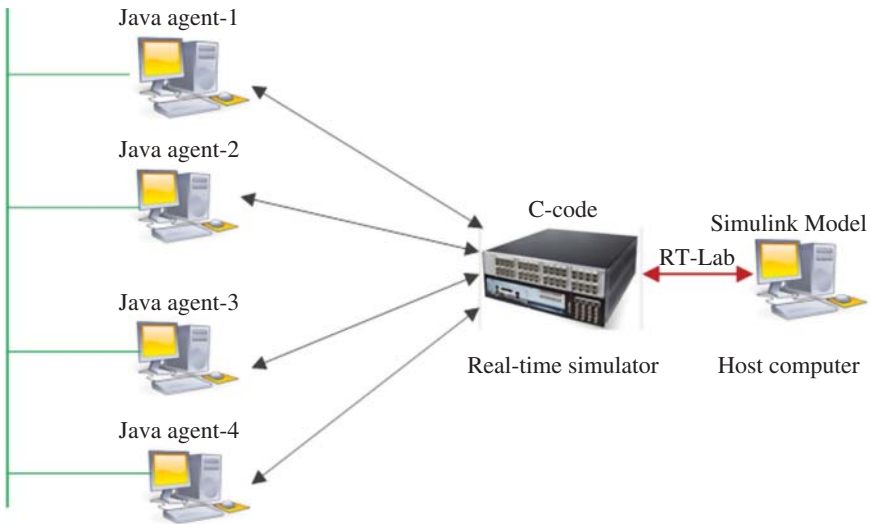 Java agent-1
Java agent-2
C-code
Simulink Model
RT-Lab
Java agent-3
Real-time simulator
Host computer
Java agent-4